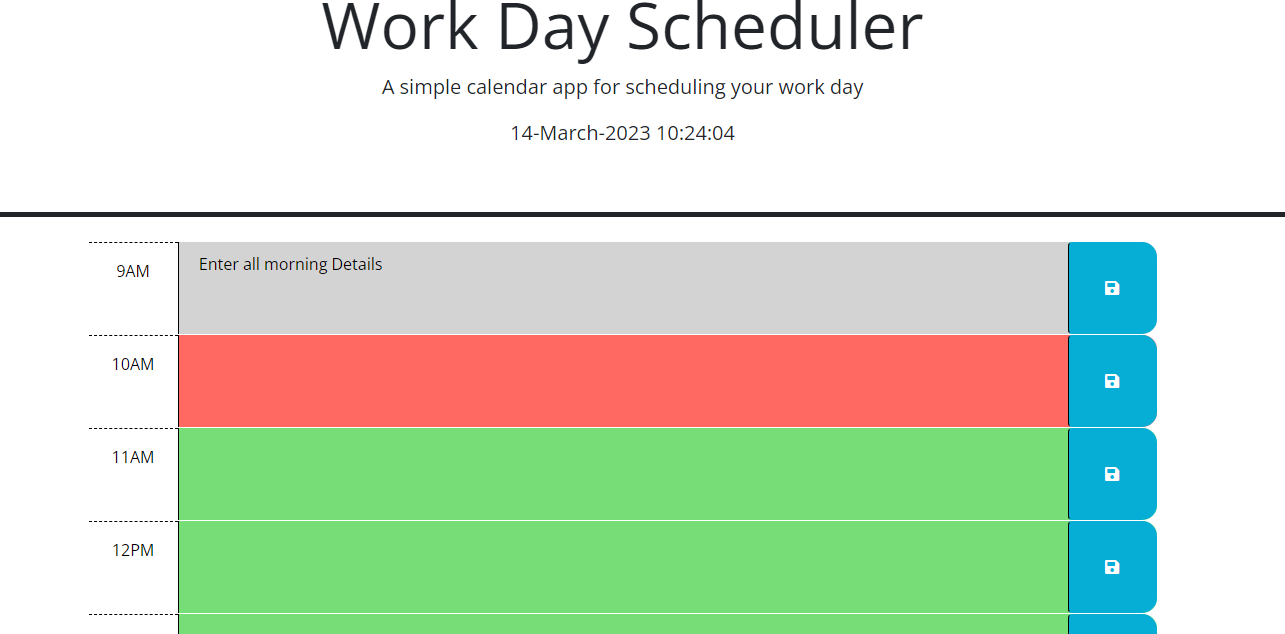 Work Day Scheduler
A simple calendar app for scheduling your work day
14-March-2023 10:24:04
9AM
Enter all morning Details
10AM
11AM
12PM